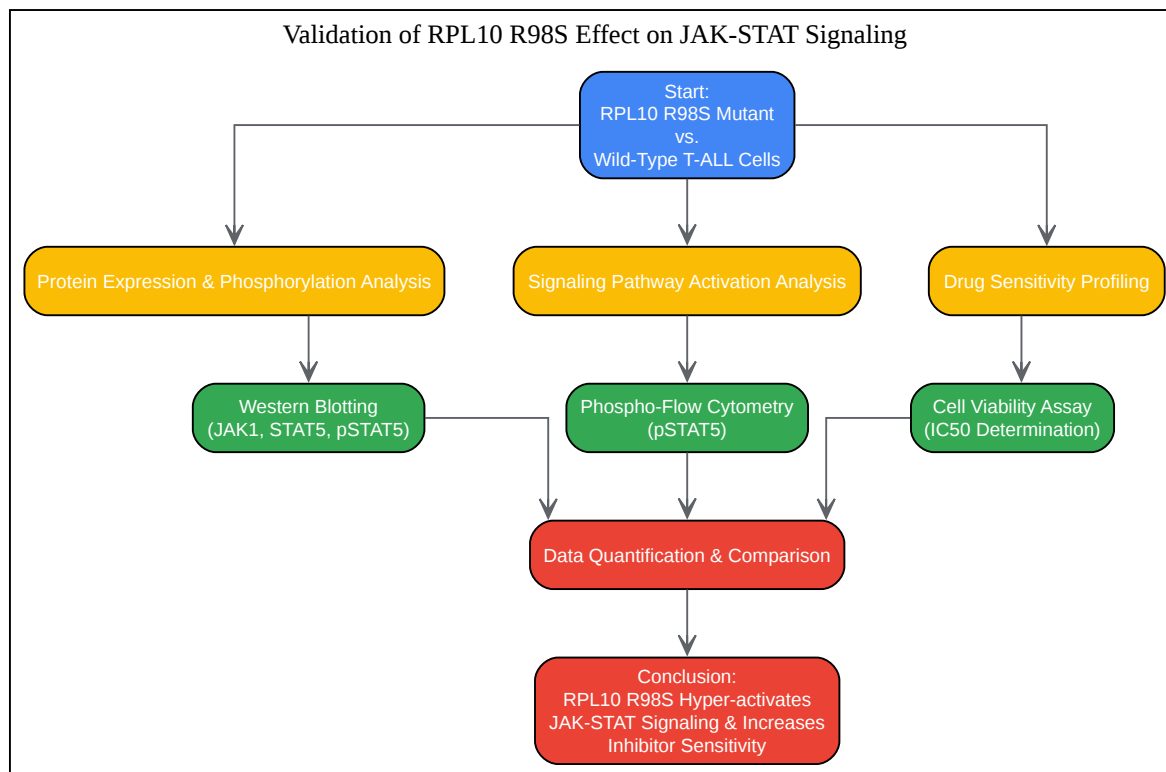 Validation of RPL10 R98S Effect on JAK-STAT Signaling
Start:
RPL10 R98S Mutant
vs.
Wild-Type T-ALL Cells
Protein Expression & Phosphorylation Analysis
Signaling Pathway Activation Analysis
Drug Sensitivity Profiling
Western Blotting
(JAK1, STAT5, pSTAT5)
Phospho-Flow Cytometry
(pSTAT5)
Cell Viability Assay
(IC50 Determination)
Data Quantification & Comparison
Conclusion:
RPL10 R98S Hyper-activates
JAK-STAT Signaling & Increases
Inhibitor Sensitivity